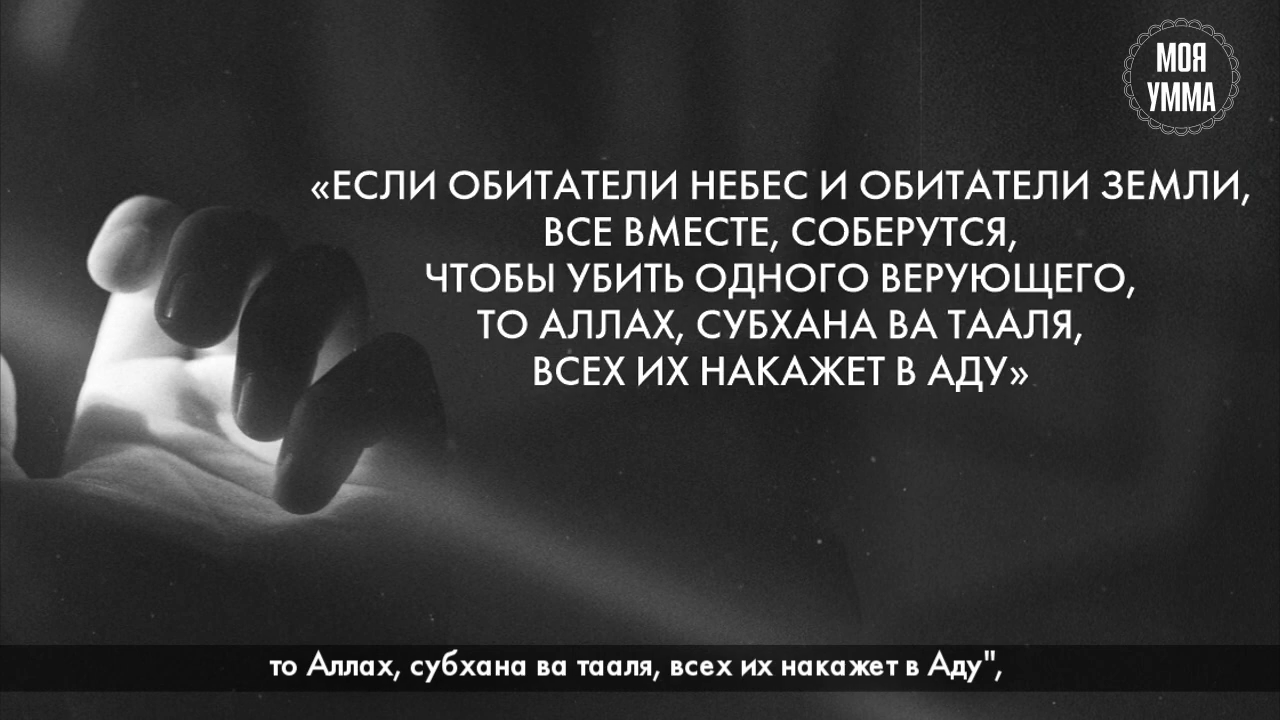 МОЯ
УММА
«ЕСЛИ ОБИТАТЕЛИ НЕБЕС И ОБИТАТЕЛИ ЗЕМЛИ,
ВСЕ ВМЕСТЕ, СОБЕРУТСЯ,
ЧТОБЫ УБИТЬ ОДНОГО ВЕРУЮЩЕГО,
ТО АЛЛАХ, СУБХАНА ВА ТААЛЯ,
ВСЕХ ИХ НАКАЖЕТ В АДУ»
то Аллах, субхана ва тааля, всех их накажет в Аду",